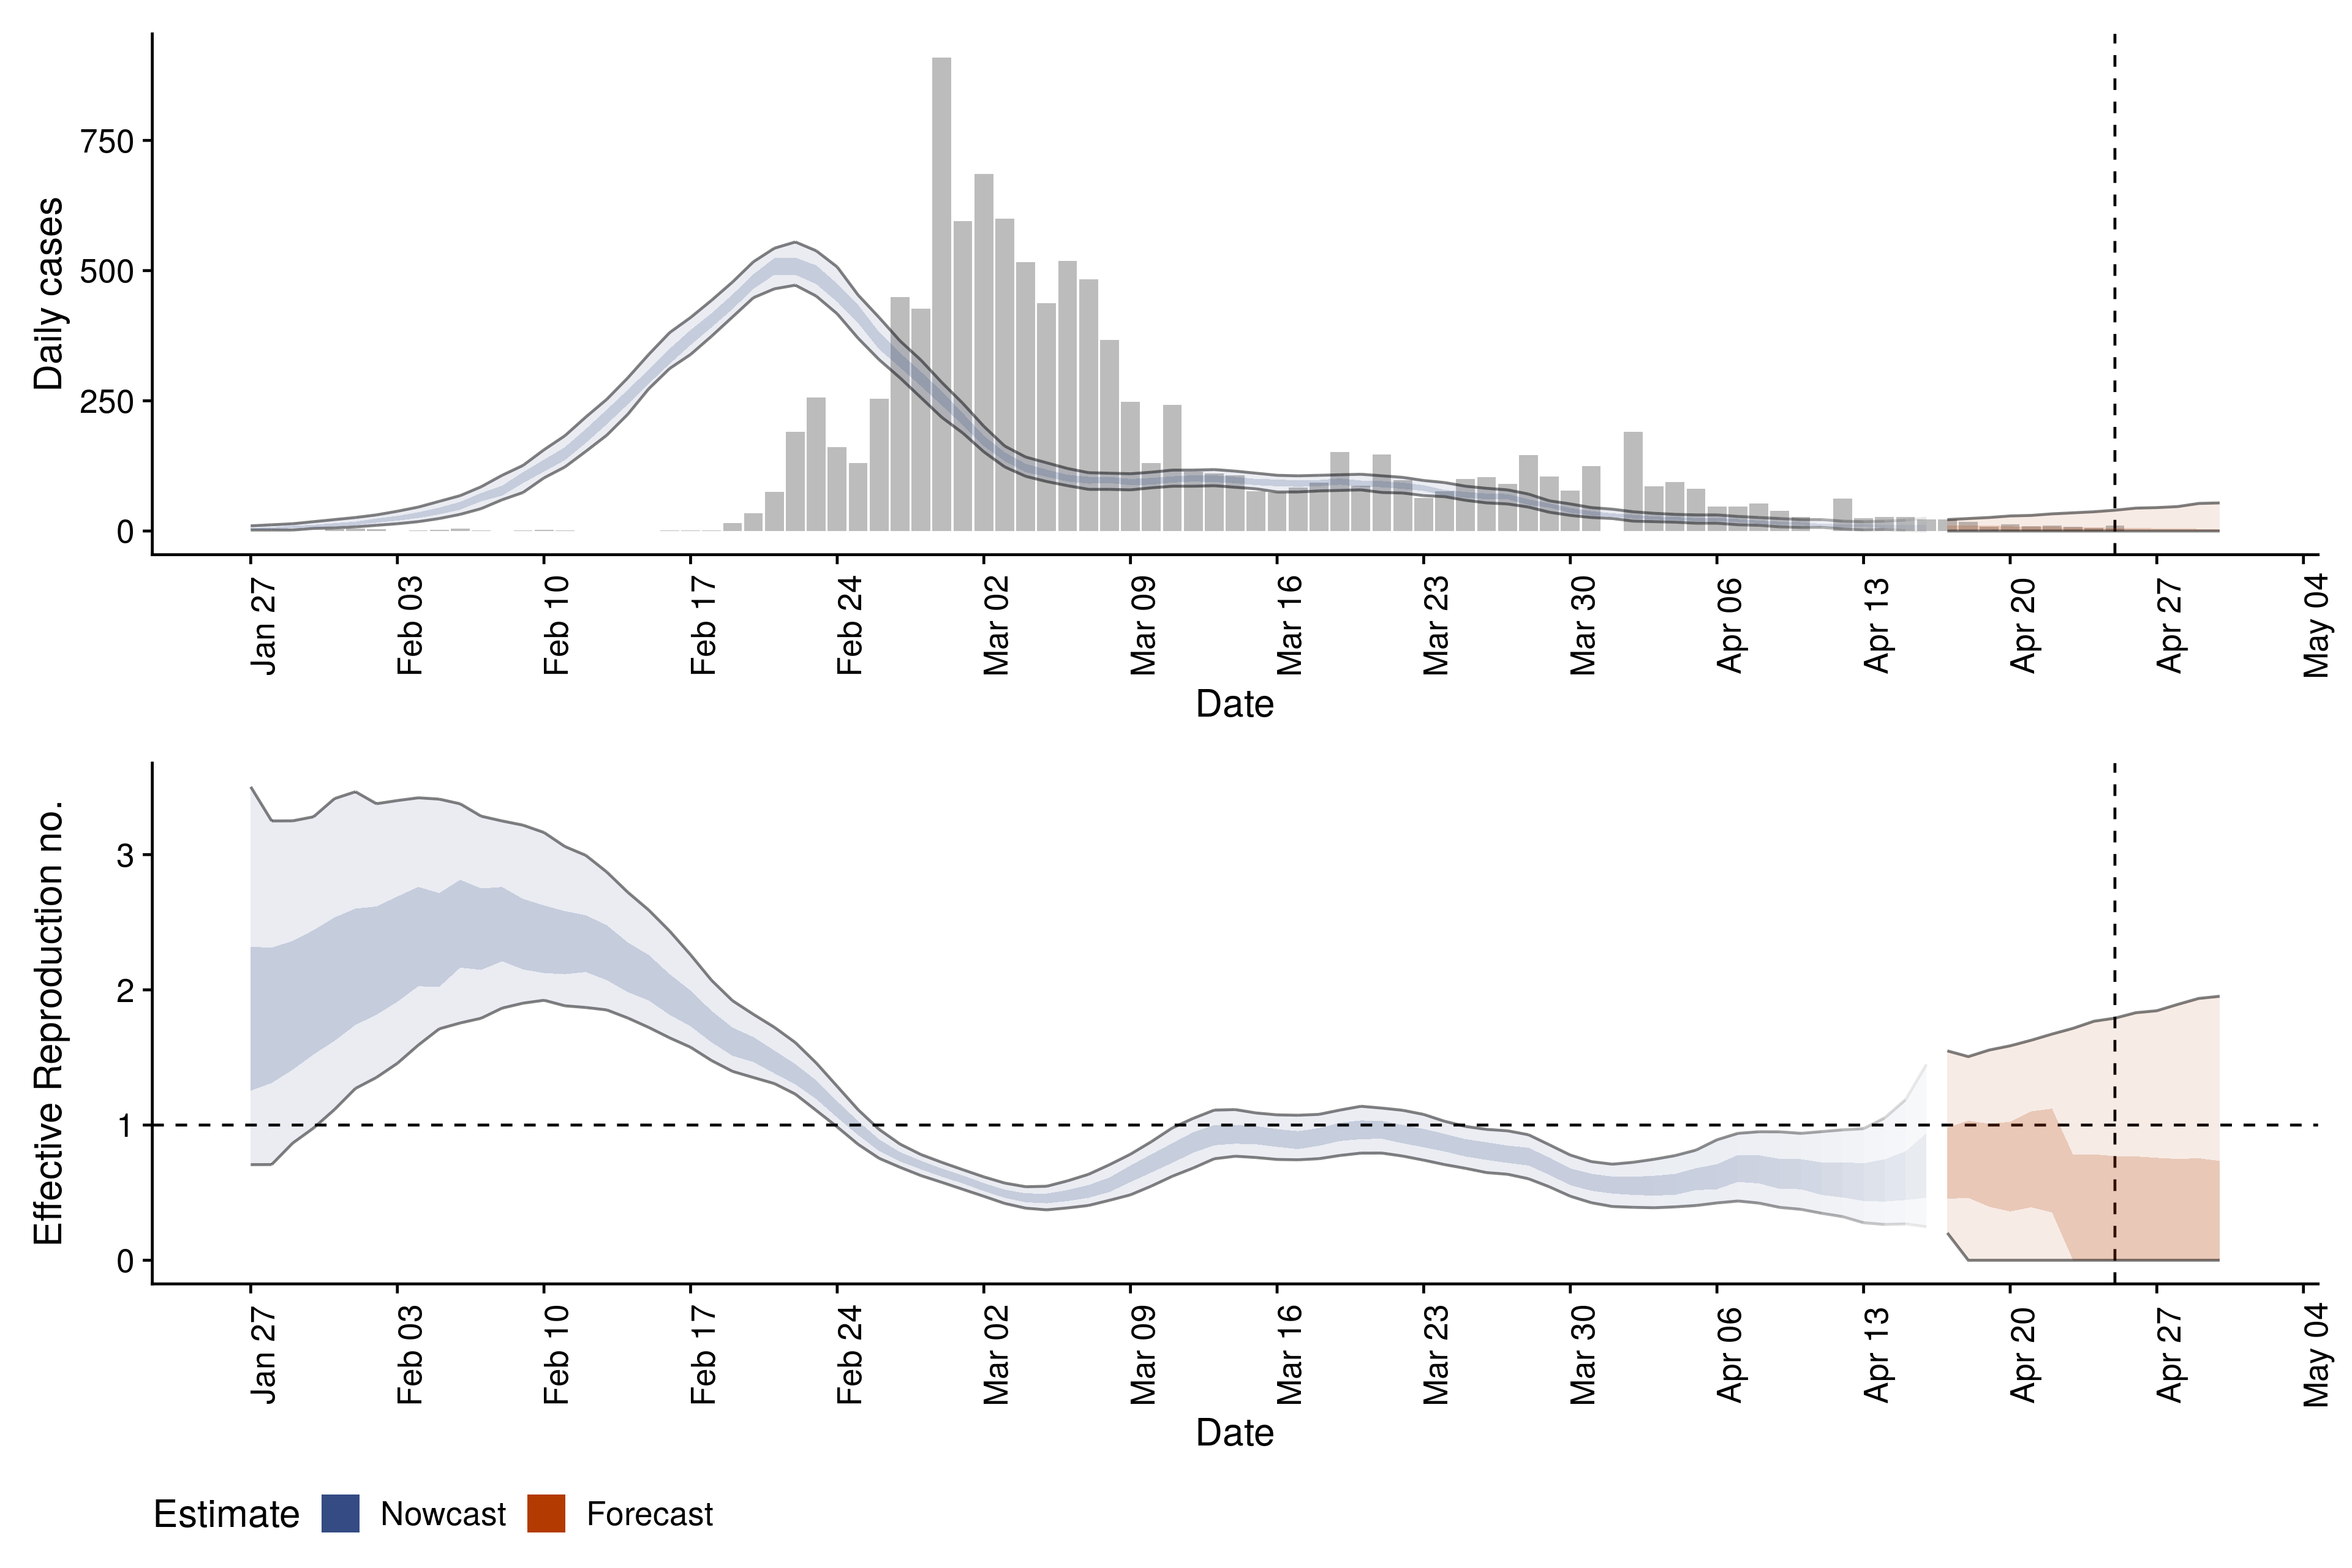 Daily cases
750
500
250
0
Jan 27
Feb 03
Feb 10
Feb 17
Feb 24
Mar 02
Mar 09
Mar 16
Mar 23
Mar 30
Apr 06
Apr 13
Apr 20
Apr 27
May 04
Date
Effective Reproduction no.
3
2
1
0
Jan 27
Feb 03
Feb 10
Feb 17
Feb 24
Mar 02
Mar 09
Mar 16
Mar 23
Mar 30
Apr 06
Apr 13
Apr 20
Apr 27
May 04
Date
Estimate Nowcast Forecast